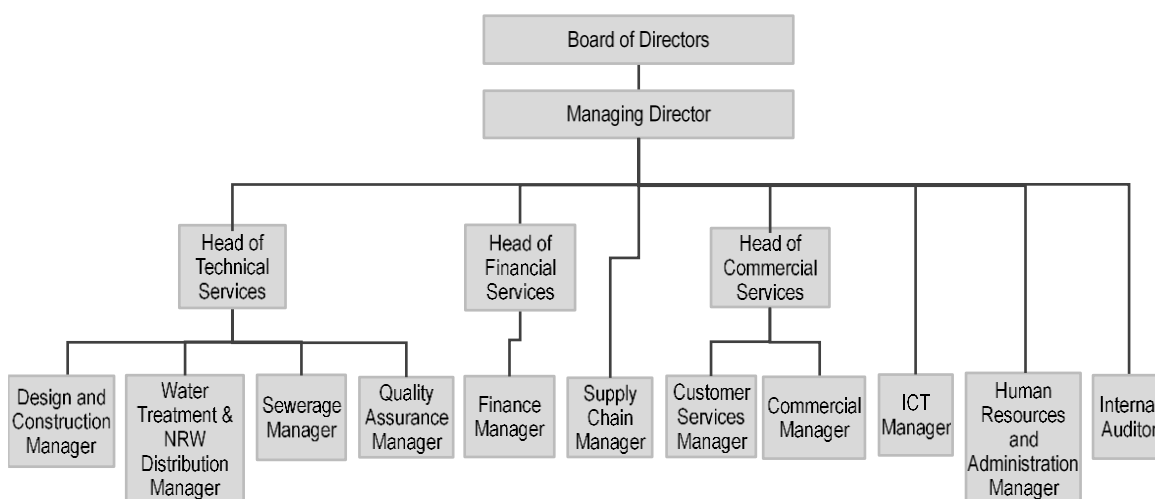 Board of Directors
Managing Director
Head of
Technical
Services
Head of
Financial
Services
Head of
Commercial
Services
Design and
Construction
Manager
Water
Treatment &
NRW
Distribution
Manager
Sewerage
Manager
Quality
Assurance
Manager
Finance
Manager
Supply
Chain
Manager
Customer
Services
Manager
Commercial
Manager
ICT
Manager
Human
Resources
and
Administration
Manager
Internal
Auditor